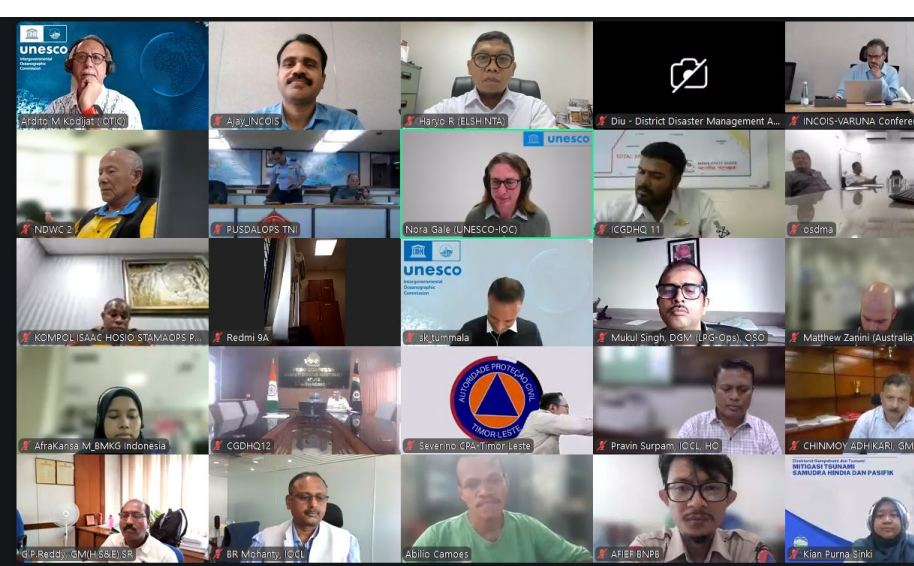 unesco
Intergovernmental
Oceanographic
Commission
Ardito M Kodijat (IOTIC)
Ajay_INCOIS
Haryo R (ELSHINTA)
Diu - District Disaster Management A...
INCOIS-VARUNA Confere
NDWC 2
PUSDALOPS TNI
unesco
Nora Gale (UNESCO-IOC)
ICGDHQ 11
osdma
KOMPOL ISAAC HOSIO STAMAOPS P...
Redmi 9A
unesco
Intergovernmental
Oceanographic
Commission
sk_tummala
Mukul Singh, DGM (LPG-Ops), OSO
Matthew Zanini (Australia)
AfraKansa M_BMKG Indonesia
CGDHQ12
AUTORIDADE PROTEÇÃO CIVIL
TIMOR-LESTE
Severino CPA-Timor Leste
Pravin Surpam, IOCL, HO
CHINMOY ADHIKARI, GM
G.P.Reddy, GM(H,S&E),SR
BR Mohanty, IOCL
Abilio Camoes
AFIEF BNPB
MITIGASI TSUNAMI
SAMUDRA HINDIA DAN PASIFIK
Kian Purna Sinki